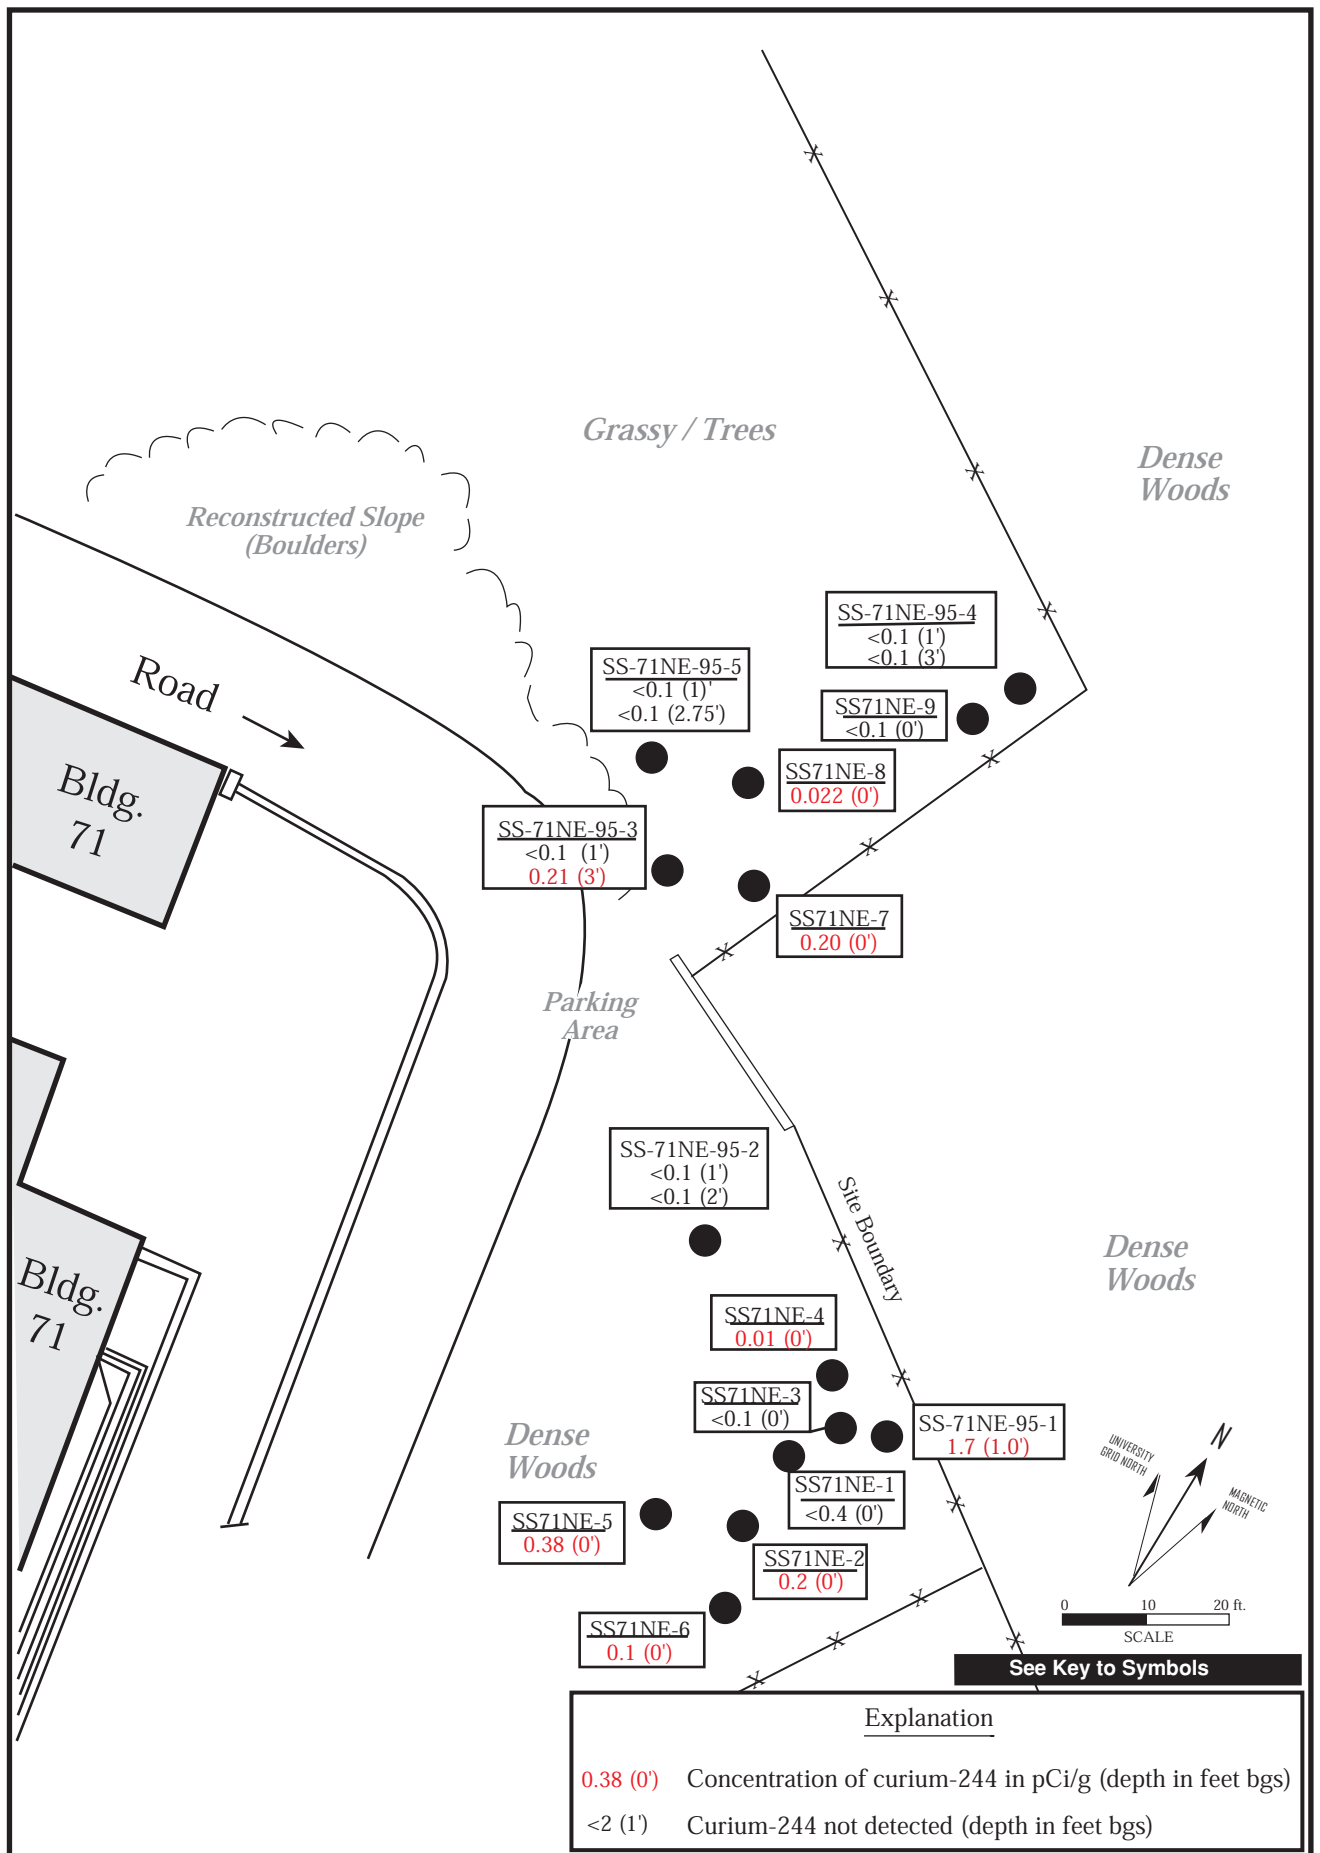 Grassy / Trees
Dense
Woods
Reconstructed Slope
(Boulders)
SS-71NE-95-4
<0.1 (1')
<0.1 (3')
Road
SS-71NE-95-5
<0.1 (1)'
<0.1 (2.75')
SS71NE-9
<0.1 (0')
Bldg.
71
SS71NE-8
0.022 (0')
SS-71NE-95-3
<0.1 (1')
0.21 (3')
SS71NE-7
0.20 (0')
Parking
Area
SS-71NE-95-2
<0.1 (1')
<0.1 (2')
Site Boundary
Dense
Woods
Bldg.
71
SS71NE-4
0.01 (0')
SS71NE-3
<0.1 (0')
SS-71NE-95-1
1.7 (1.0')
Dense
Woods
SS71NE-1
<0.4 (0')
SS71NE-5
0.38 (0')
SS71NE-2
0.2 (0')
SS71NE-6
0.1 (0')
UNIVERSITY
GRID NORTH
N
MAGNETIC
NORTH
0 10 20 ft.
SCALE
See Key to Symbols
Explanation
0.38 (0') Concentration of curium-244 in pCi/g (depth in feet bgs)
<2 (1') Curium-244 not detected (depth in feet bgs)